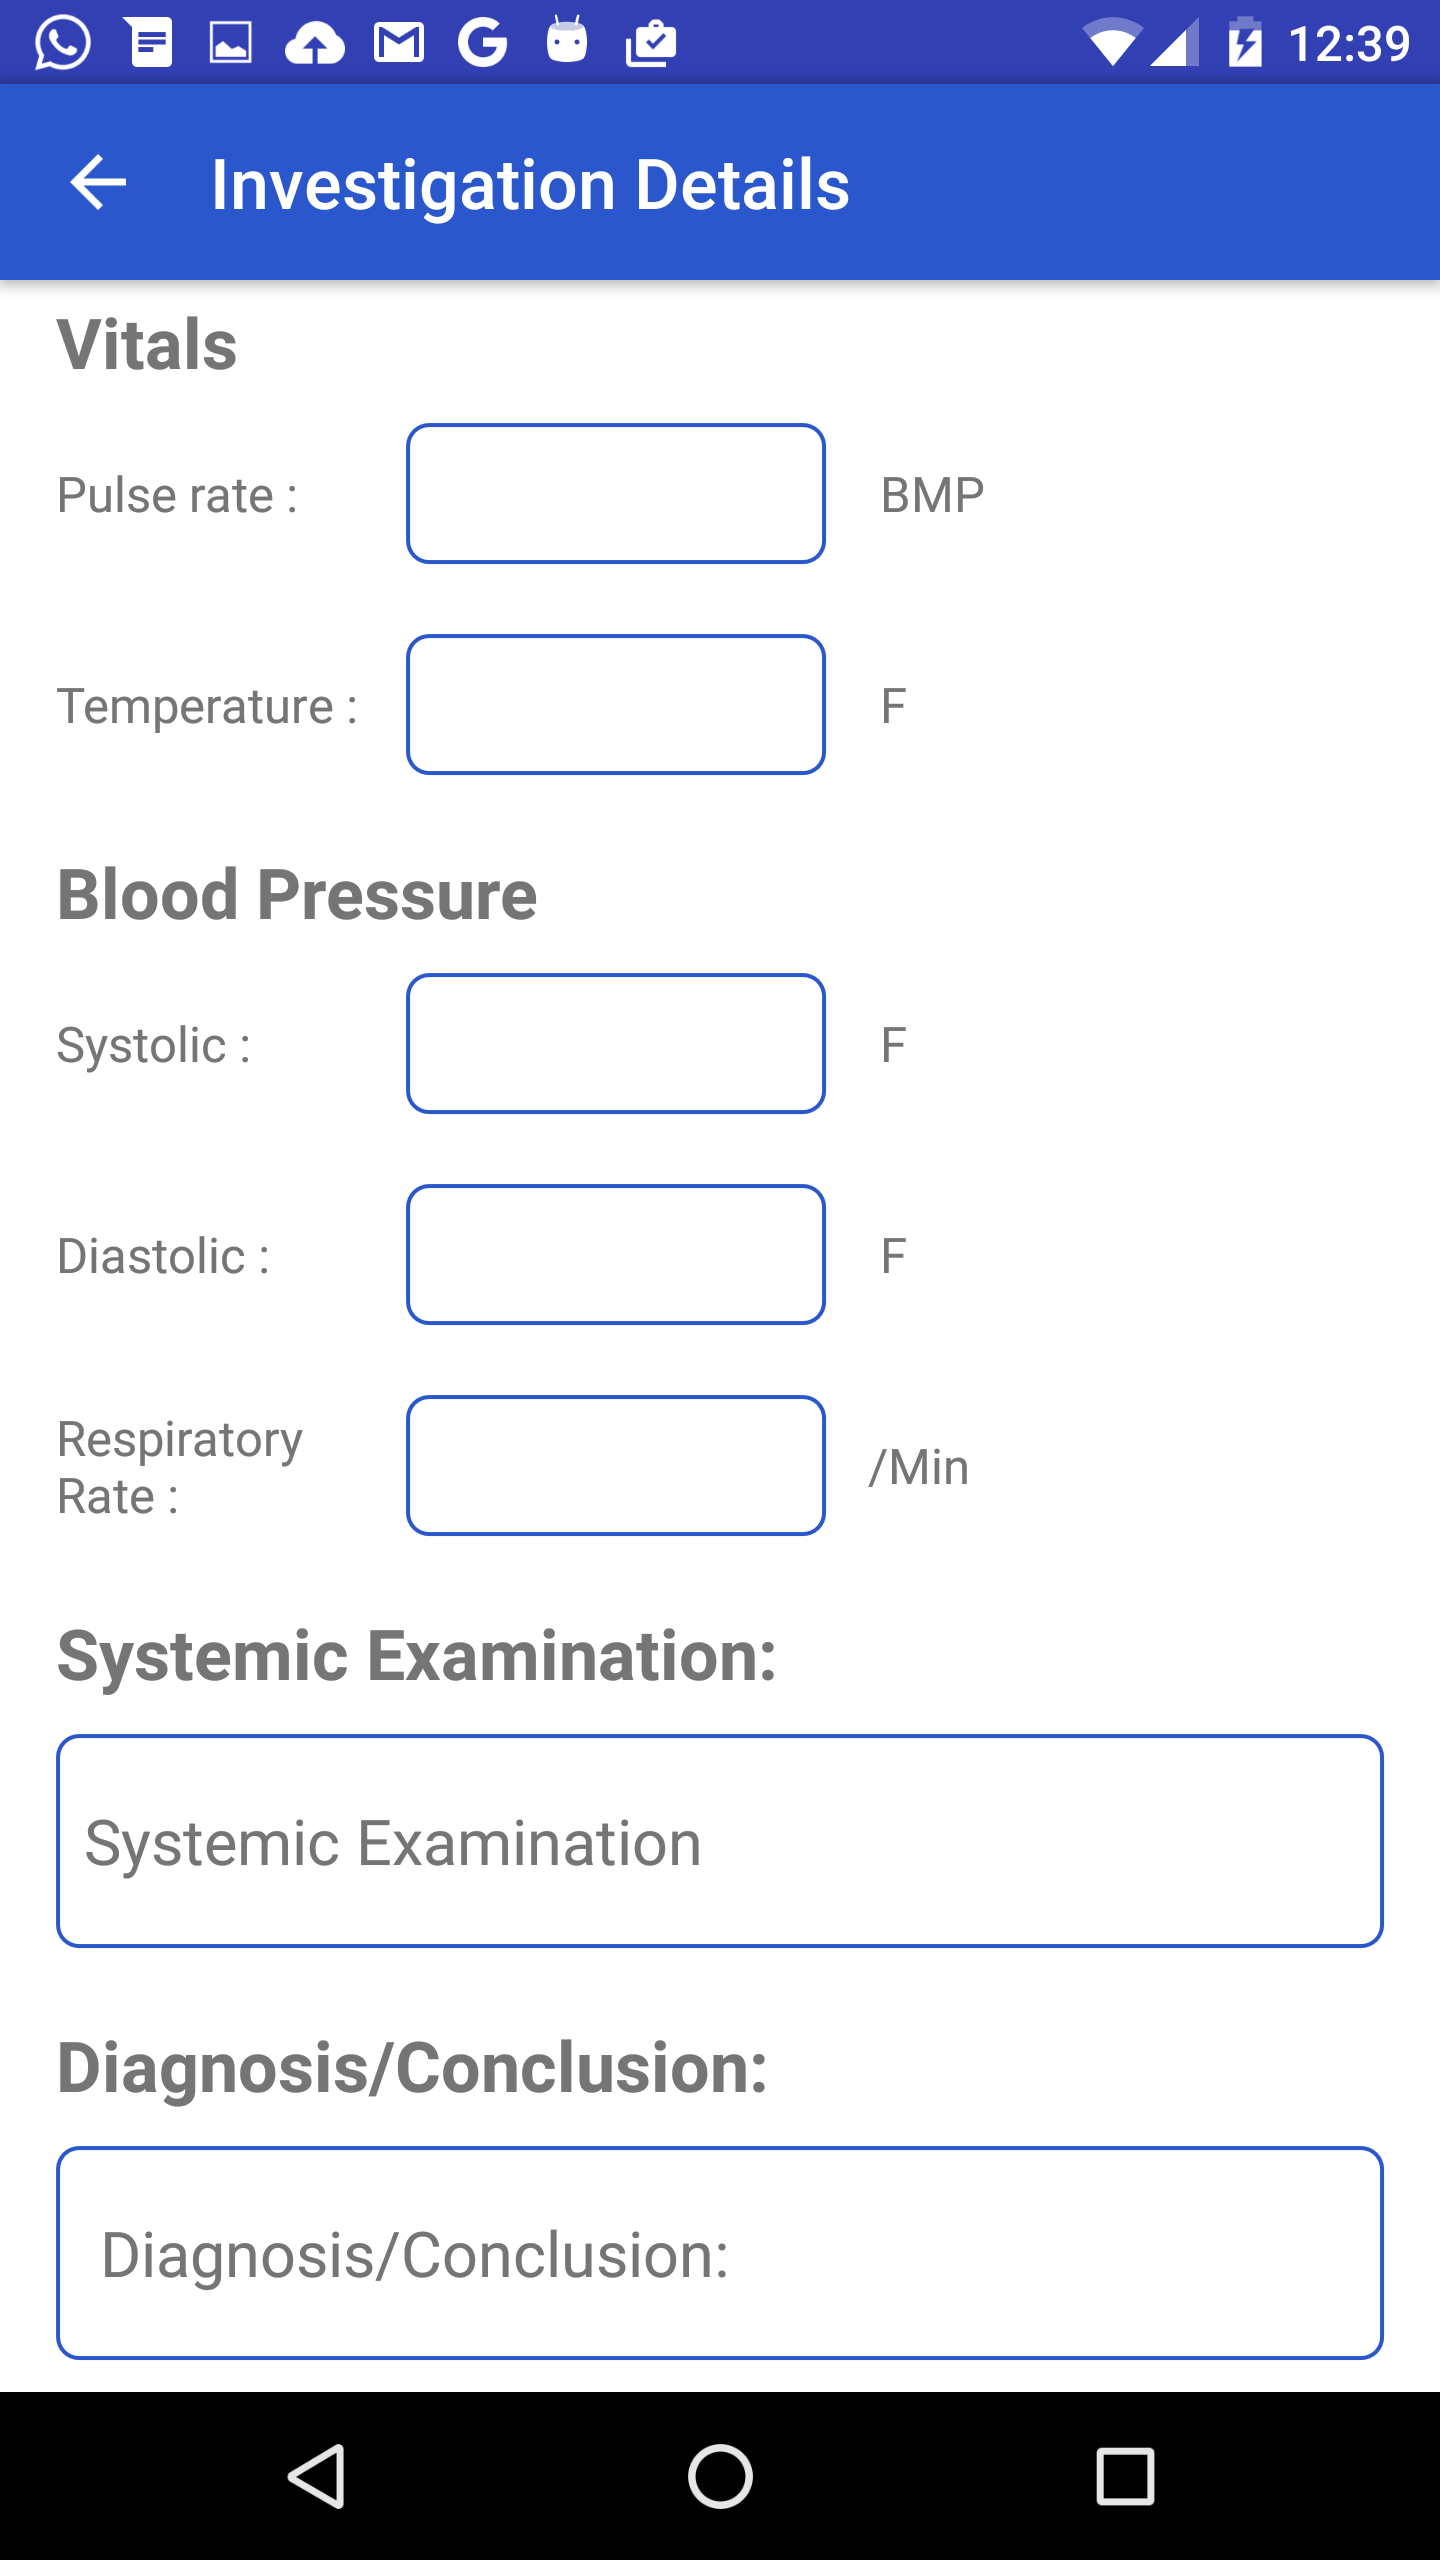 12:39
Investigation Details
Vitals
Pulse rate : BMP
Temperature : F
Blood Pressure
Systolic : F
Diastolic : F
Respiratory
Rate : /Min
Systemic Examination:
Systemic Examination
Diagnosis/Conclusion:
Diagnosis/Conclusion: